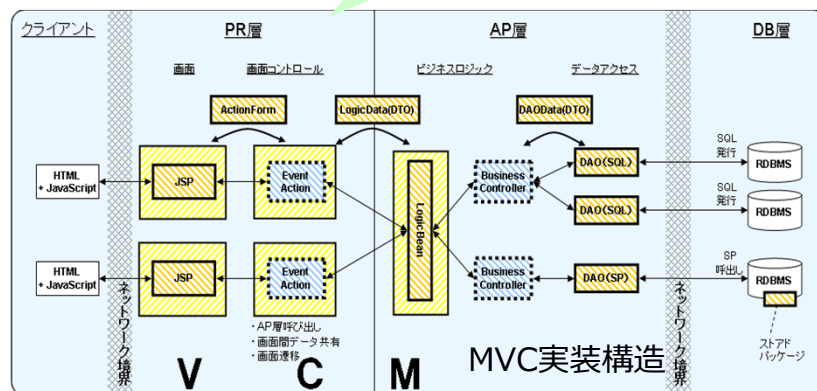 クライアント
PR層
AP層
DB層
画面
画面コントロール
ビジネスロジック
データアクセス
ActionForm
LogicData(DTO)
DAOData(DTO)
HTML
+ JavaScript
JSP
Event
Action
LogicBean
Business
Controller
DAO(SQL)
DAO(SQL)
SQL
発行
RDBMS
SQL
発行
RDBMS
HTML
+ JavaScript
JSP
Event
Action
Business
Controller
DAO(SP)
SP
呼出し
RDBMS
ネットワーク境界
ネットワーク境界
・AP層呼び出し
・画面間データ共有
・画面遷移
ストアド
パッケージ
V
C
M
MVC実装構造